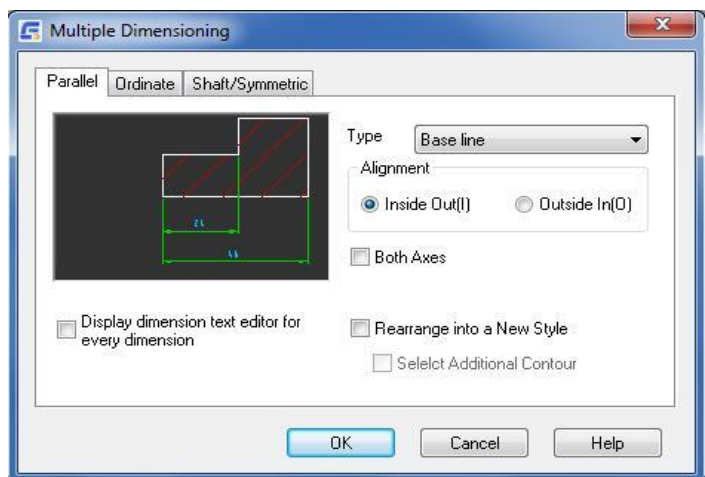 Multiple Dimensioning
Parallel
Ordinate
Shaft/Symmetric
Type
Base line
Alignment
Inside Out(I)
Outside In(O)
Both Axes
Display dimension text editor for
every dimension
Rearrange into a New Style
Selelct Additional Contour
OK
Cancel
Help